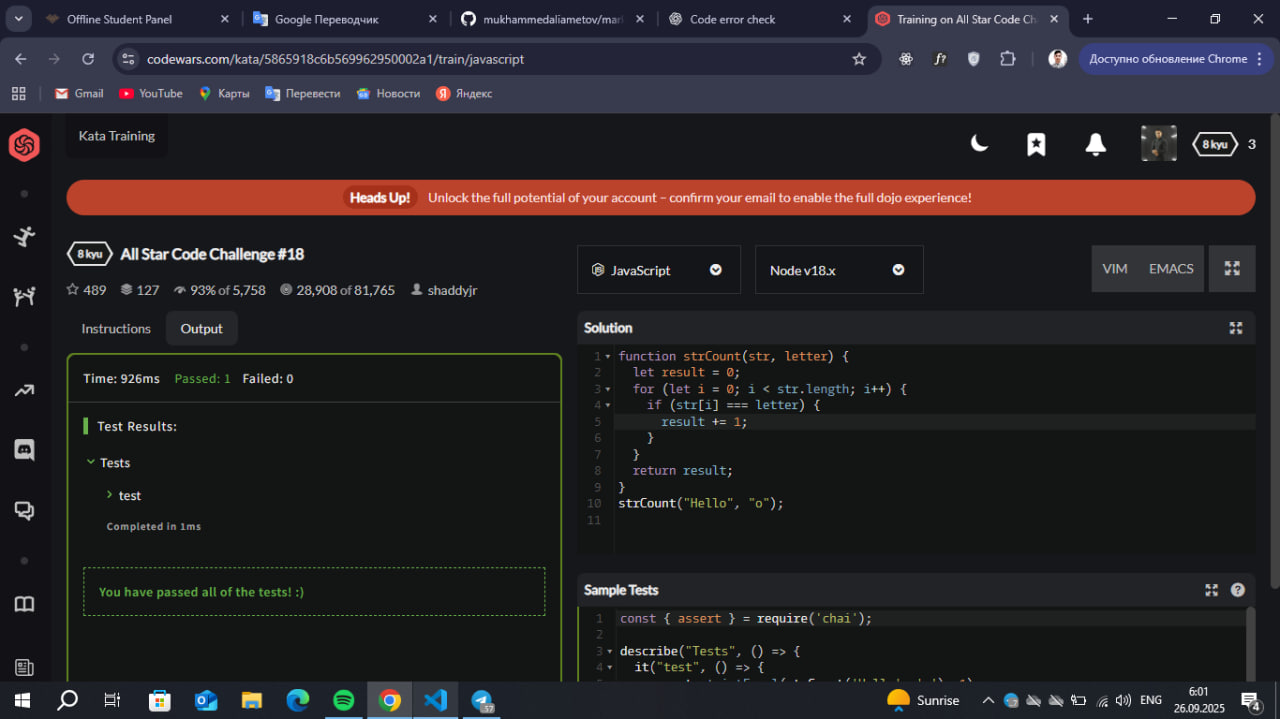 Offline Student Panel
Google Переводчик
mukhammedaliametov/mar
Code error check
Training on All Star Code Ch
codewars.com/kata/5865918c6b569962950002a1/train/javascript
Доступно обновление Chrome
Gmail
YouTube
Карты
Перевести
Новости
Яндекс
Kata Training
8 kyu
3
Heads Up! Unlock the full potential of your account – confirm your email to enable the full dojo experience!
8 kyu All Star Code Challenge #18
489 127 93% of 5,758 28,908 of 81,765 shaddyjr
JavaScript
Node v18.x
VIM EMACS
Instructions
Output
Time: 926ms Passed: 1 Failed: 0
Test Results:
Tests
test
Completed in 1ms
You have passed all of the tests! :)
Solution
1 function strCount(str, letter) {
2 let result = 0;
3 for (let i = 0; i < str.length; i++) {
4 if (str[i] === letter) {
5 result += 1;
6 }
7 }
8 return result;
9 }
10 strCount("Hello", "o");
11
Sample Tests
1 const { assert } = require('chai');
2
3 describe("Tests", () => {
4 it("test", () => {
57
Sunrise
ENG
6:01
26.09.2025
4